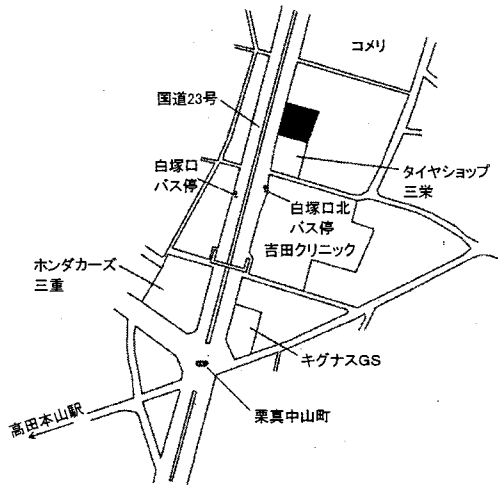 コメリ
国道23号
白塚口
バス停
タイヤショップ
三栄
白塚口北
バス停
吉田クリニック
ホンダカーズ
三重
キグナスGS
栗真中山町
高田本山駅